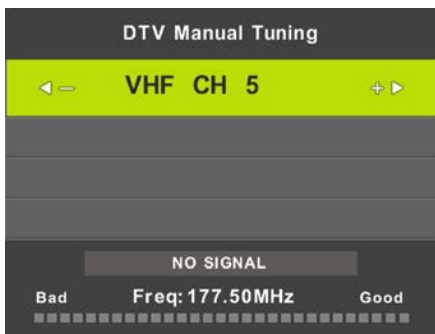 DTV Manual Tuning
VHF CH 5
NO SIGNAL
Bad Freq:177.50MHz Good